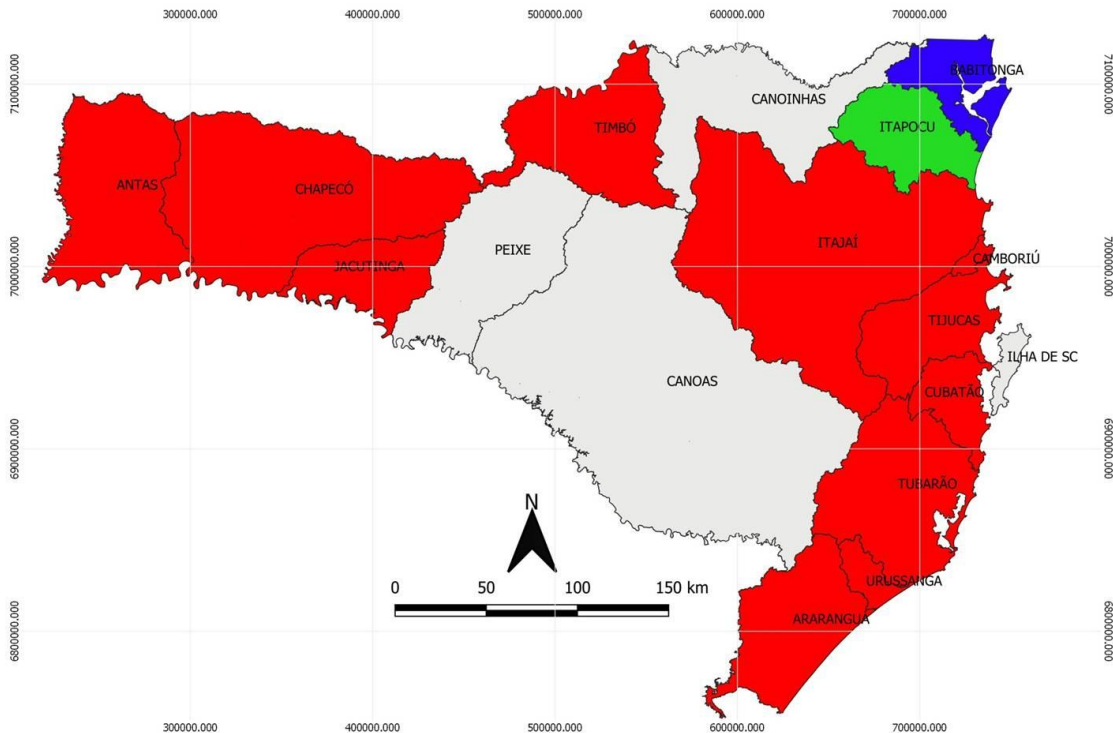 300000.000 400000.000 500000.000 600000.000 700000.000
7100000.000 7100000.000
BABITONGA
CANOINHAS
TIMBÓ ITAPOCU
ANTAS CHAPECÓ
ITAJAÍ
PEIXE
CAMBORIÚ
7000000.000 JACUTINGA 7000000.000
TIJUCAS
ILHA DE SC
CANOAS CUBATÃO
6900000.000 6900000.000
TUBARÃO
N
URUSSANGA
0 50 100 150 km
ARARANGUÁ
6800000.000 6800000.000
300000.000 400000.000 500000.000 600000.000 700000.000